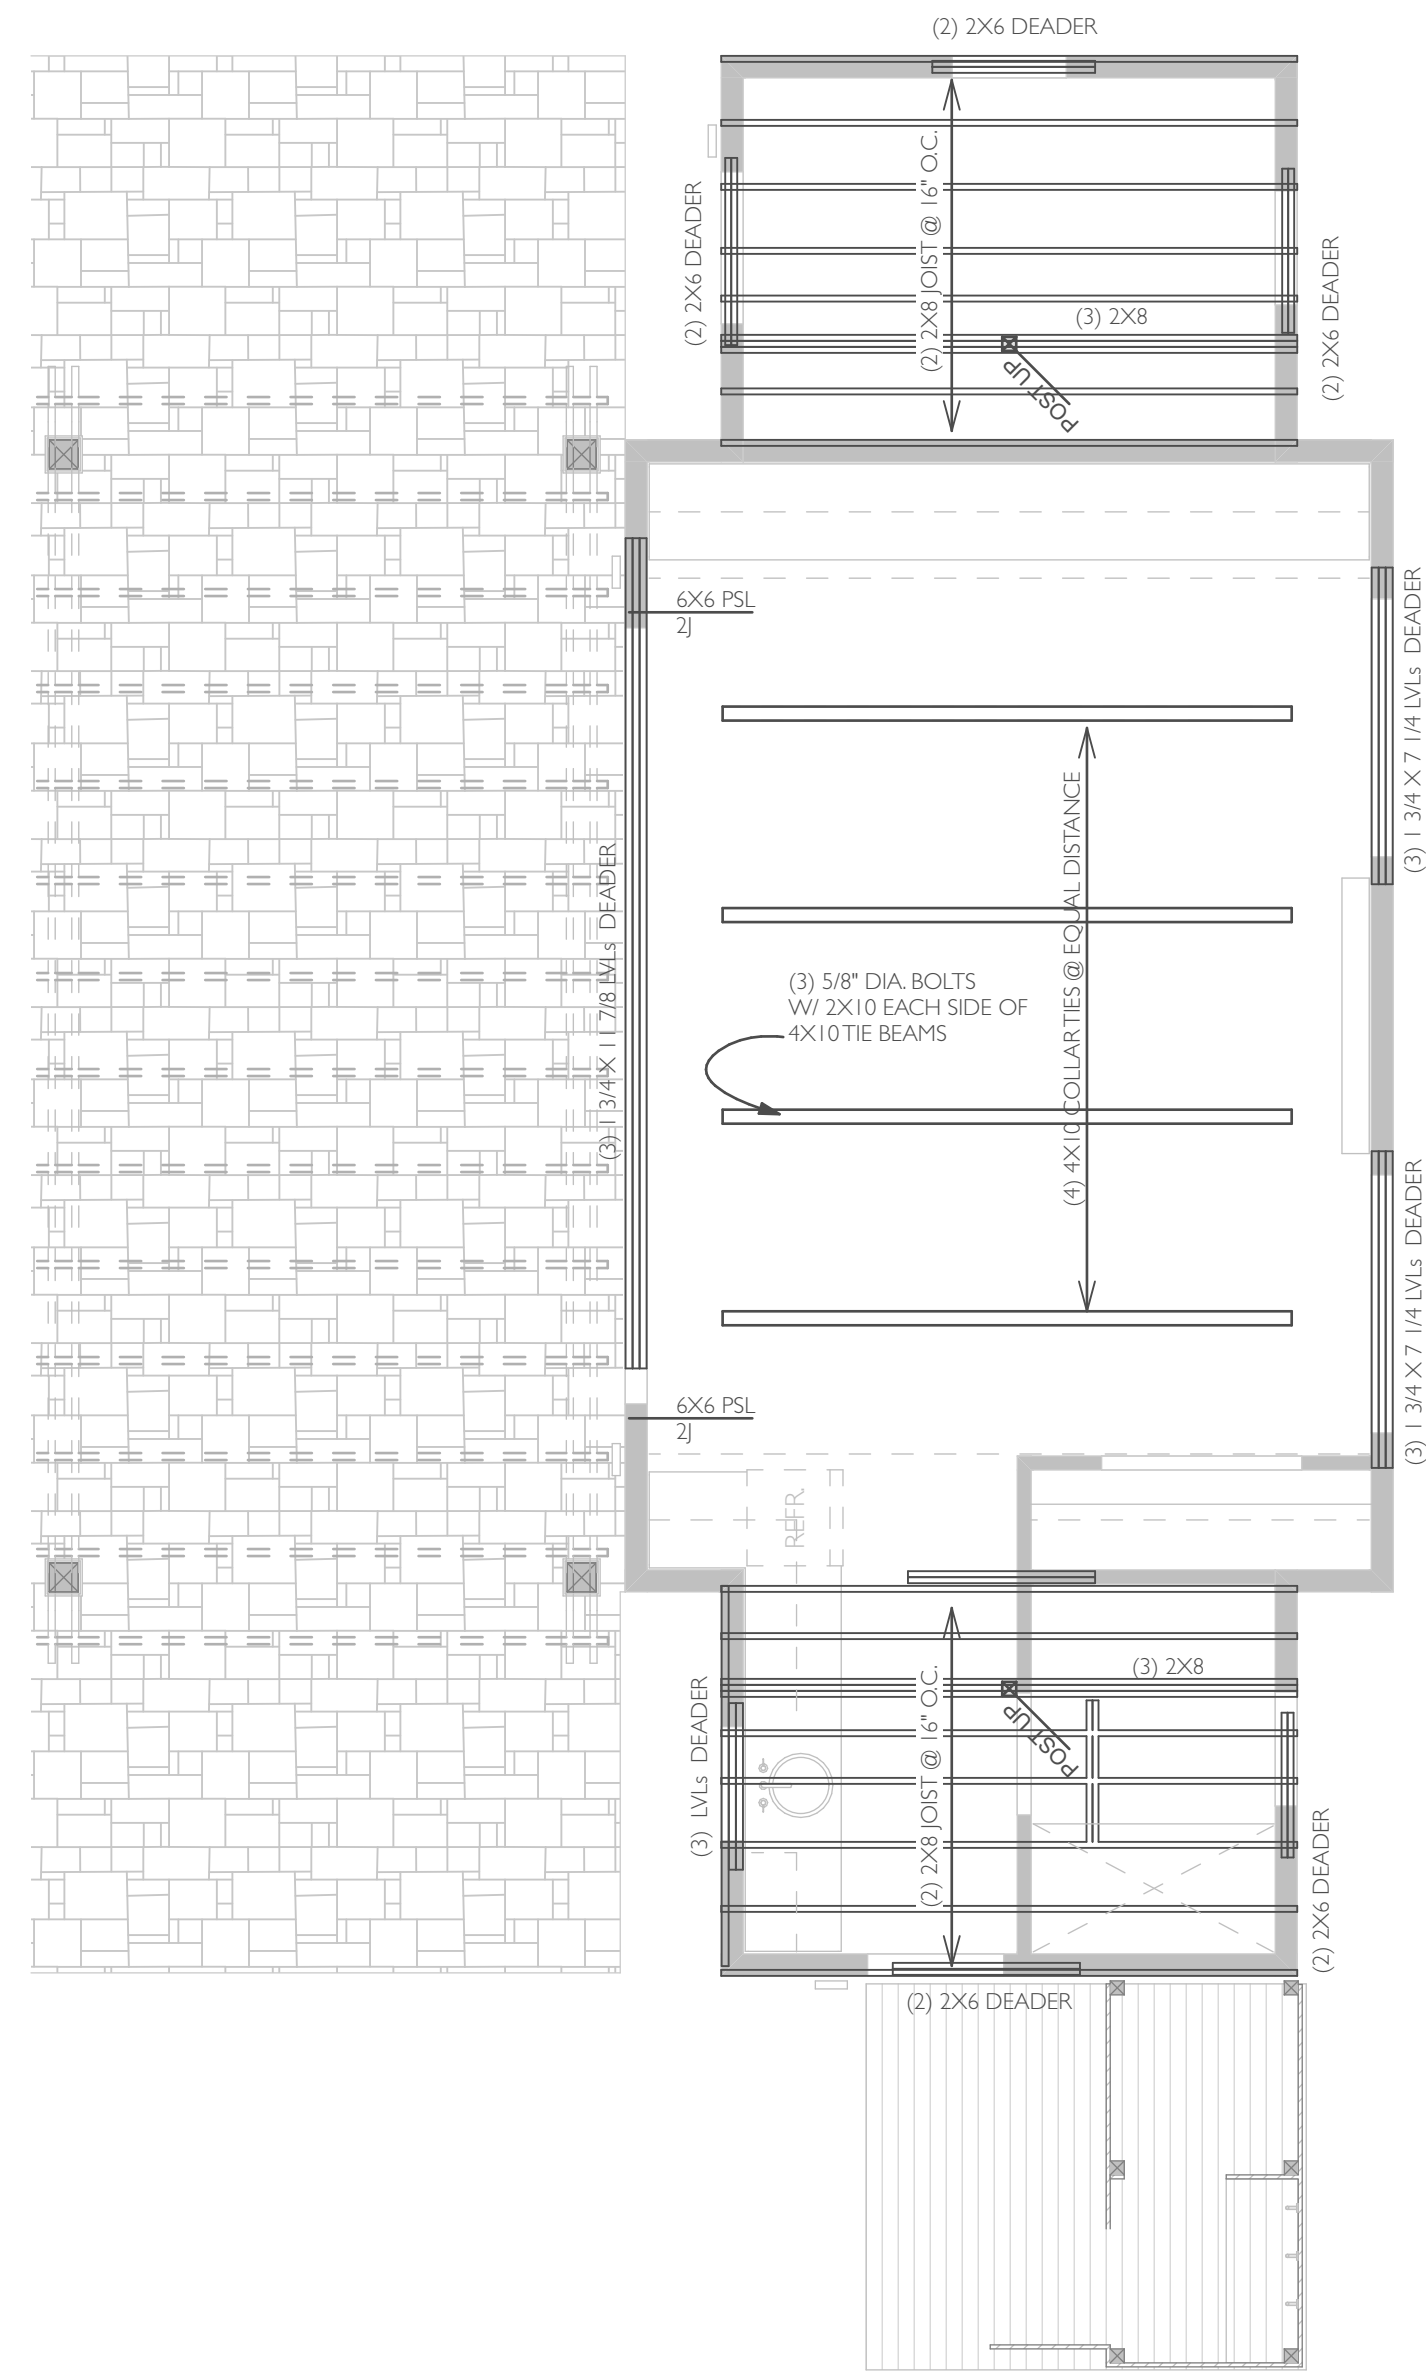 (2) 2X6 DEADER
(2) 2X6 DEADER
(2) 2X8 JOIST @ 16" O.C.
(3) 2X8
POST UP
(2) 2X6 DEADER
6X6 PSL
2J
(3) 1 3/4 X 7 1/4 LVLs DEADER
(3) 1 3/4 X 11 7/8 LVLs DEADER
(4) 4X10 COLLAR TIES @ EQUAL DISTANCE
(3) 5/8" DIA. BOLTS
W/ 2X10 EACH SIDE OF
4X10 TIE BEAMS
(3) 1 3/4 X 7 1/4 LVLs DEADER
6X6 PSL
2J
REFR.
(3) LVLs DEADER
(2) 2X8 JOIST @ 16" O.C.
(3) 2X8
POST UP
(2) 2X6 DEADER
(2) 2X6 DEADER